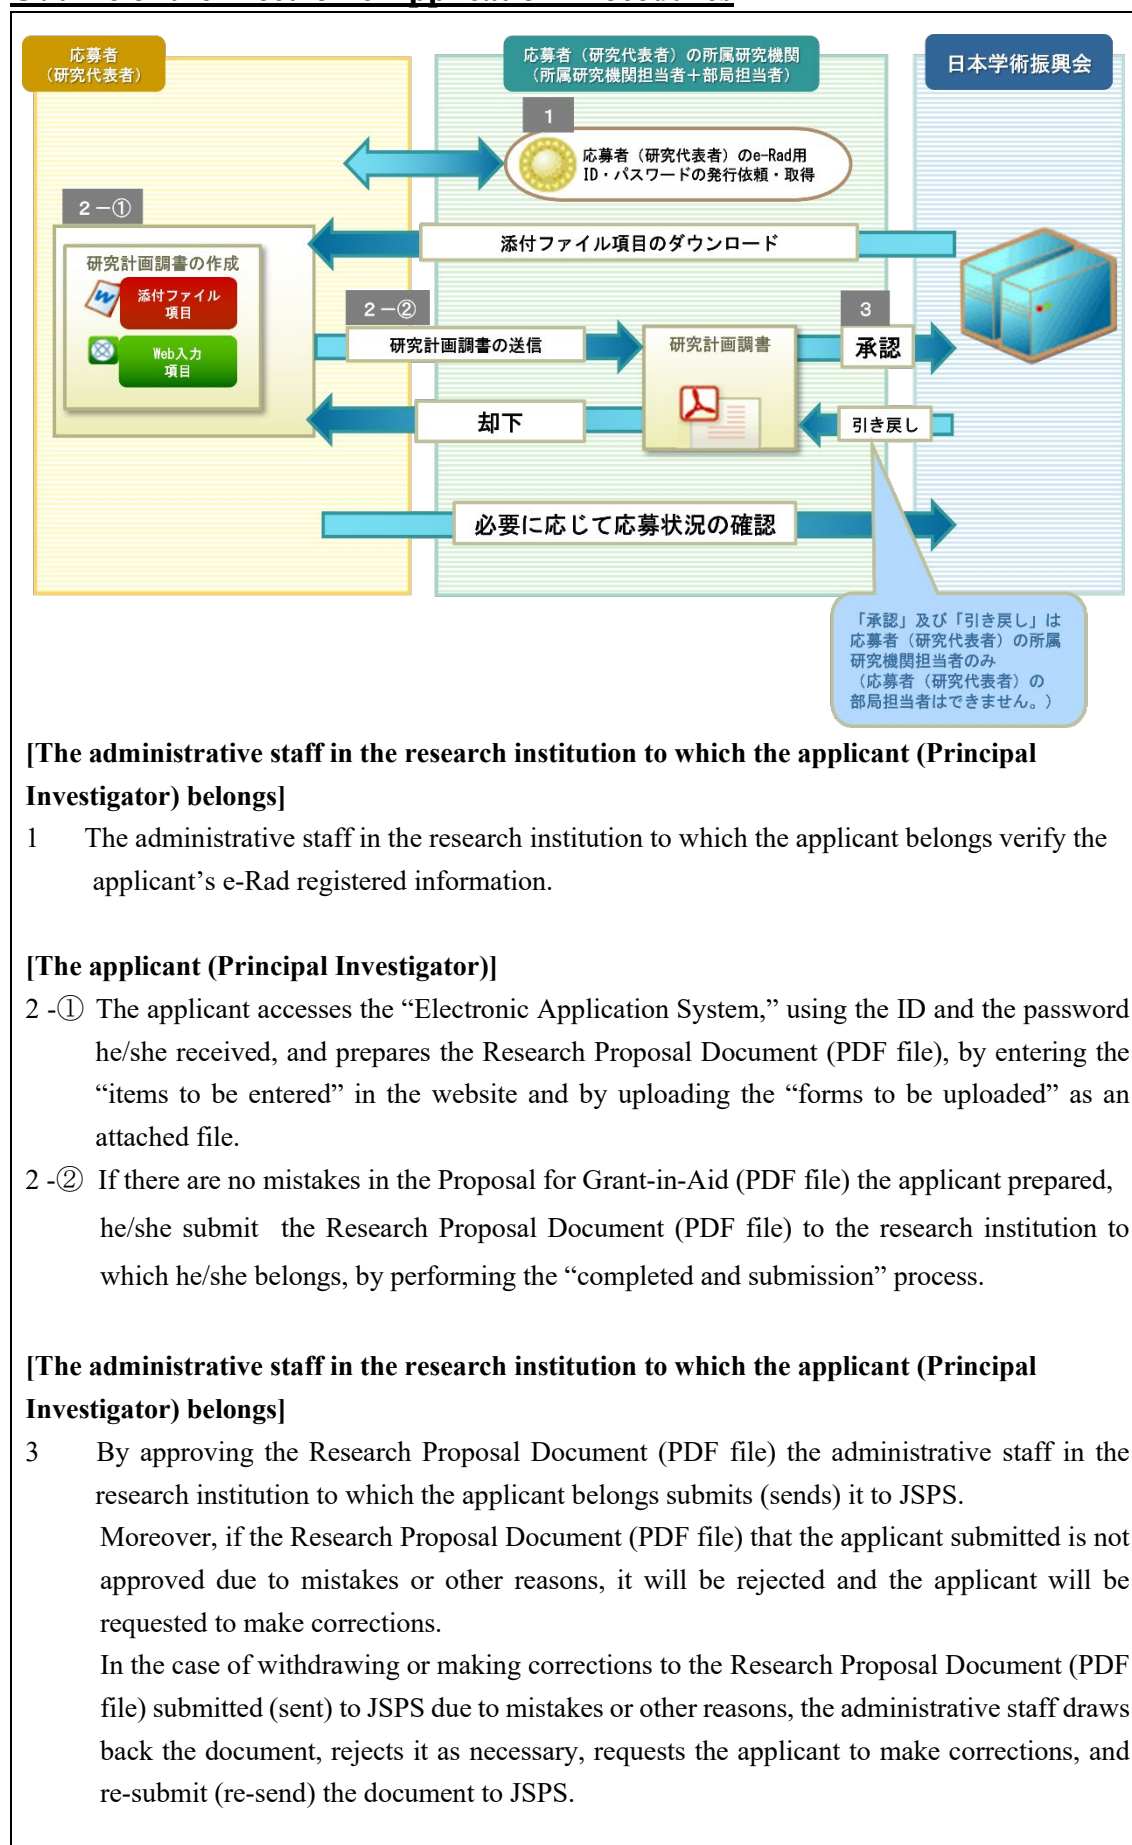 応募者
（研究代表者）
応募者（研究代表者）の所属研究機関
（所属研究機関担当者＋部局担当者）
日本学術振興会
1
応募者（研究代表者）のe-Rad用
ID・パスワードの発行依頼・取得
2－①
添付ファイル項目のダウンロード
研究計画調書の作成
添付ファイル
項目
Web入力
項目
2－②
研究計画調書の送信
研究計画調書
3
承認
却下
引き戻し
必要に応じて応募状況の確認
「承認」及び「引き戻し」は
応募者（研究代表者）の所属
研究機関担当者のみ
（応募者（研究代表者）の
部局担当者はできません。）
[The administrative staff in the research institution to which the applicant (Principal
Investigator) belongs]
1 The administrative staff in the research institution to which the applicant belongs verify the
applicant’s e-Rad registered information.
[The applicant (Principal Investigator)]
2 -① The applicant accesses the “Electronic Application System,” using the ID and the password
he/she received, and prepares the Research Proposal Document (PDF file), by entering the
“items to be entered” in the website and by uploading the “forms to be uploaded” as an
attached file.
2 -② If there are no mistakes in the Proposal for Grant-in-Aid (PDF file) the applicant prepared,
he/she submit the Research Proposal Document (PDF file) to the research institution to
which he/she belongs, by performing the “completed and submission” process.
[The administrative staff in the research institution to which the applicant (Principal
Investigator) belongs]
3 By approving the Research Proposal Document (PDF file) the administrative staff in the
research institution to which the applicant belongs submits (sends) it to JSPS.
Moreover, if the Research Proposal Document (PDF file) that the applicant submitted is not
approved due to mistakes or other reasons, it will be rejected and the applicant will be
requested to make corrections.
In the case of withdrawing or making corrections to the Research Proposal Document (PDF
file) submitted (sent) to JSPS due to mistakes or other reasons, the administrative staff draws
back the document, rejects it as necessary, requests the applicant to make corrections, and
re-submit (re-send) the document to JSPS.